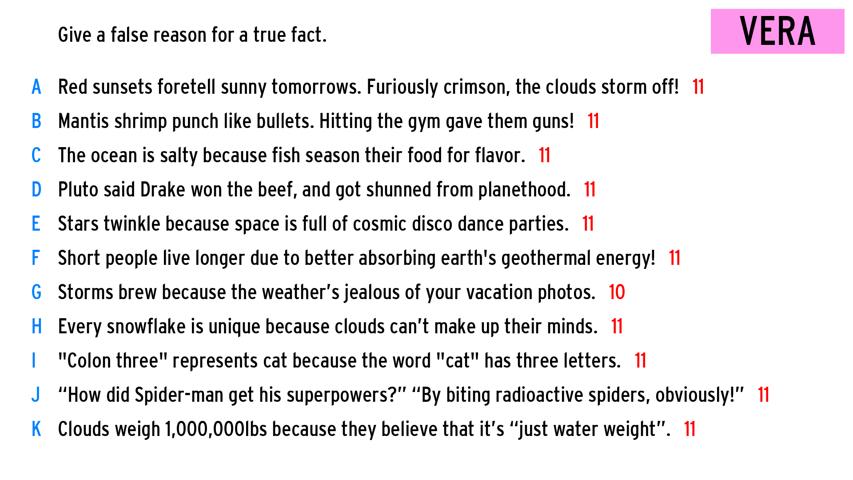 Give a false reason for a true fact.
VERA
A Red sunsets foretell sunny tomorrows. Furiously crimson, the clouds storm off! 11
B Mantis shrimp punch like bullets. Hitting the gym gave them guns! 11
C The ocean is salty because fish season their food for flavor. 11
D Pluto said Drake won the beef, and got shunned from planethood. 11
E Stars twinkle because space is full of cosmic disco dance parties. 11
F Short people live longer due to better absorbing earth's geothermal energy! 11
G Storms brew because the weather’s jealous of your vacation photos. 10
H Every snowflake is unique because clouds can’t make up their minds. 11
I "Colon three" represents cat because the word "cat" has three letters. 11
J “How did Spider-man get his superpowers?” “By biting radioactive spiders, obviously!” 11
K Clouds weigh 1,000,000lbs because they believe that it’s “just water weight”. 11